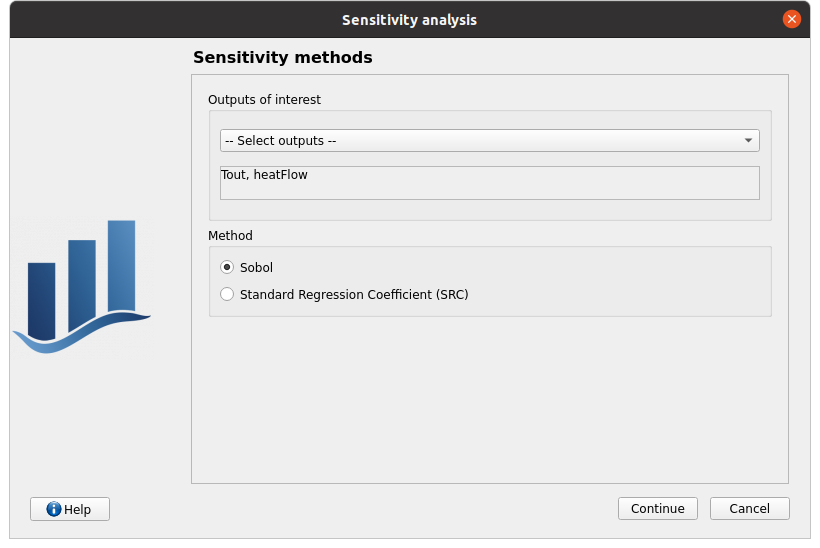 Sensitivity analysis
Sensitivity methods
Outputs of interest
-- Select outputs --
Tout, heatFlow
Method
Sobol
Standard Regression Coefficient (SRC)
Help
Continue
Cancel